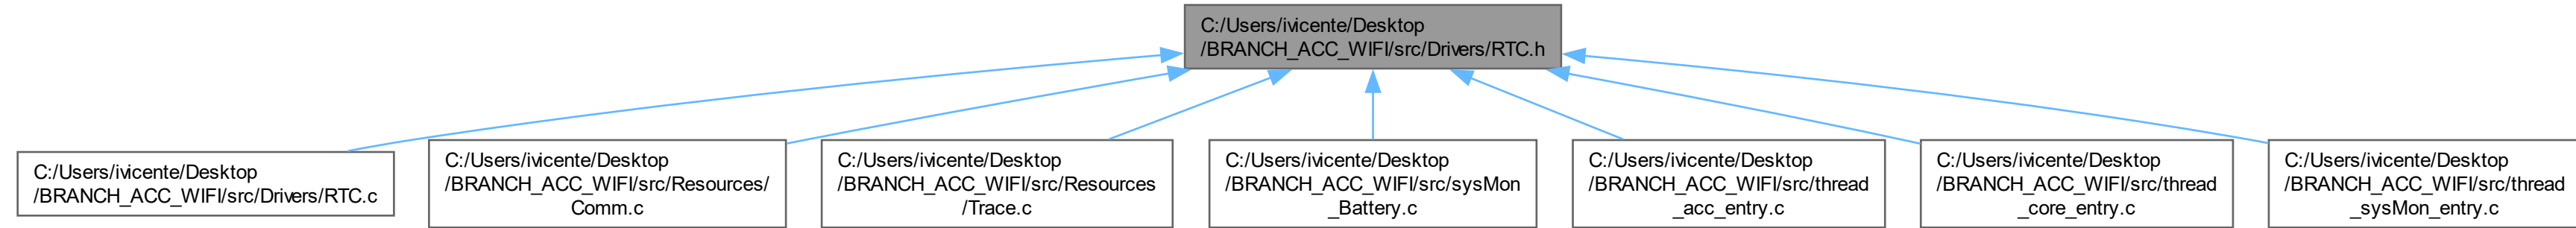 C:/Users/ivicente/Desktop
/BRANCH_ACC_WIFI/src/Drivers/RTC.h
C:/Users/ivicente/Desktop
/BRANCH_ACC_WIFI/src/Drivers/RTC.c
C:/Users/ivicente/Desktop
/BRANCH_ACC_WIFI/src/Resources/
Comm.c
C:/Users/ivicente/Desktop
/BRANCH_ACC_WIFI/src/Resources
/Trace.c
C:/Users/ivicente/Desktop
/BRANCH_ACC_WIFI/src/sysMon
_Battery.c
C:/Users/ivicente/Desktop
/BRANCH_ACC_WIFI/src/thread
_acc_entry.c
C:/Users/ivicente/Desktop
/BRANCH_ACC_WIFI/src/thread
_core_entry.c
C:/Users/ivicente/Desktop
/BRANCH_ACC_WIFI/src/thread
_sysMon_entry.c